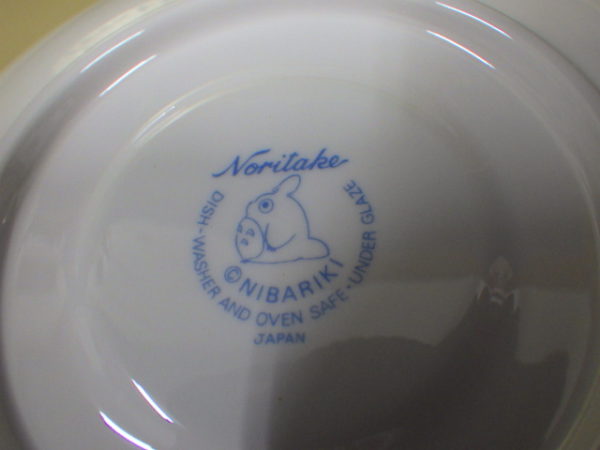 Noritake
DISH-WASHER AND OVEN SAFE·UNDER GLAZE
©NIBARIKI
JAPAN